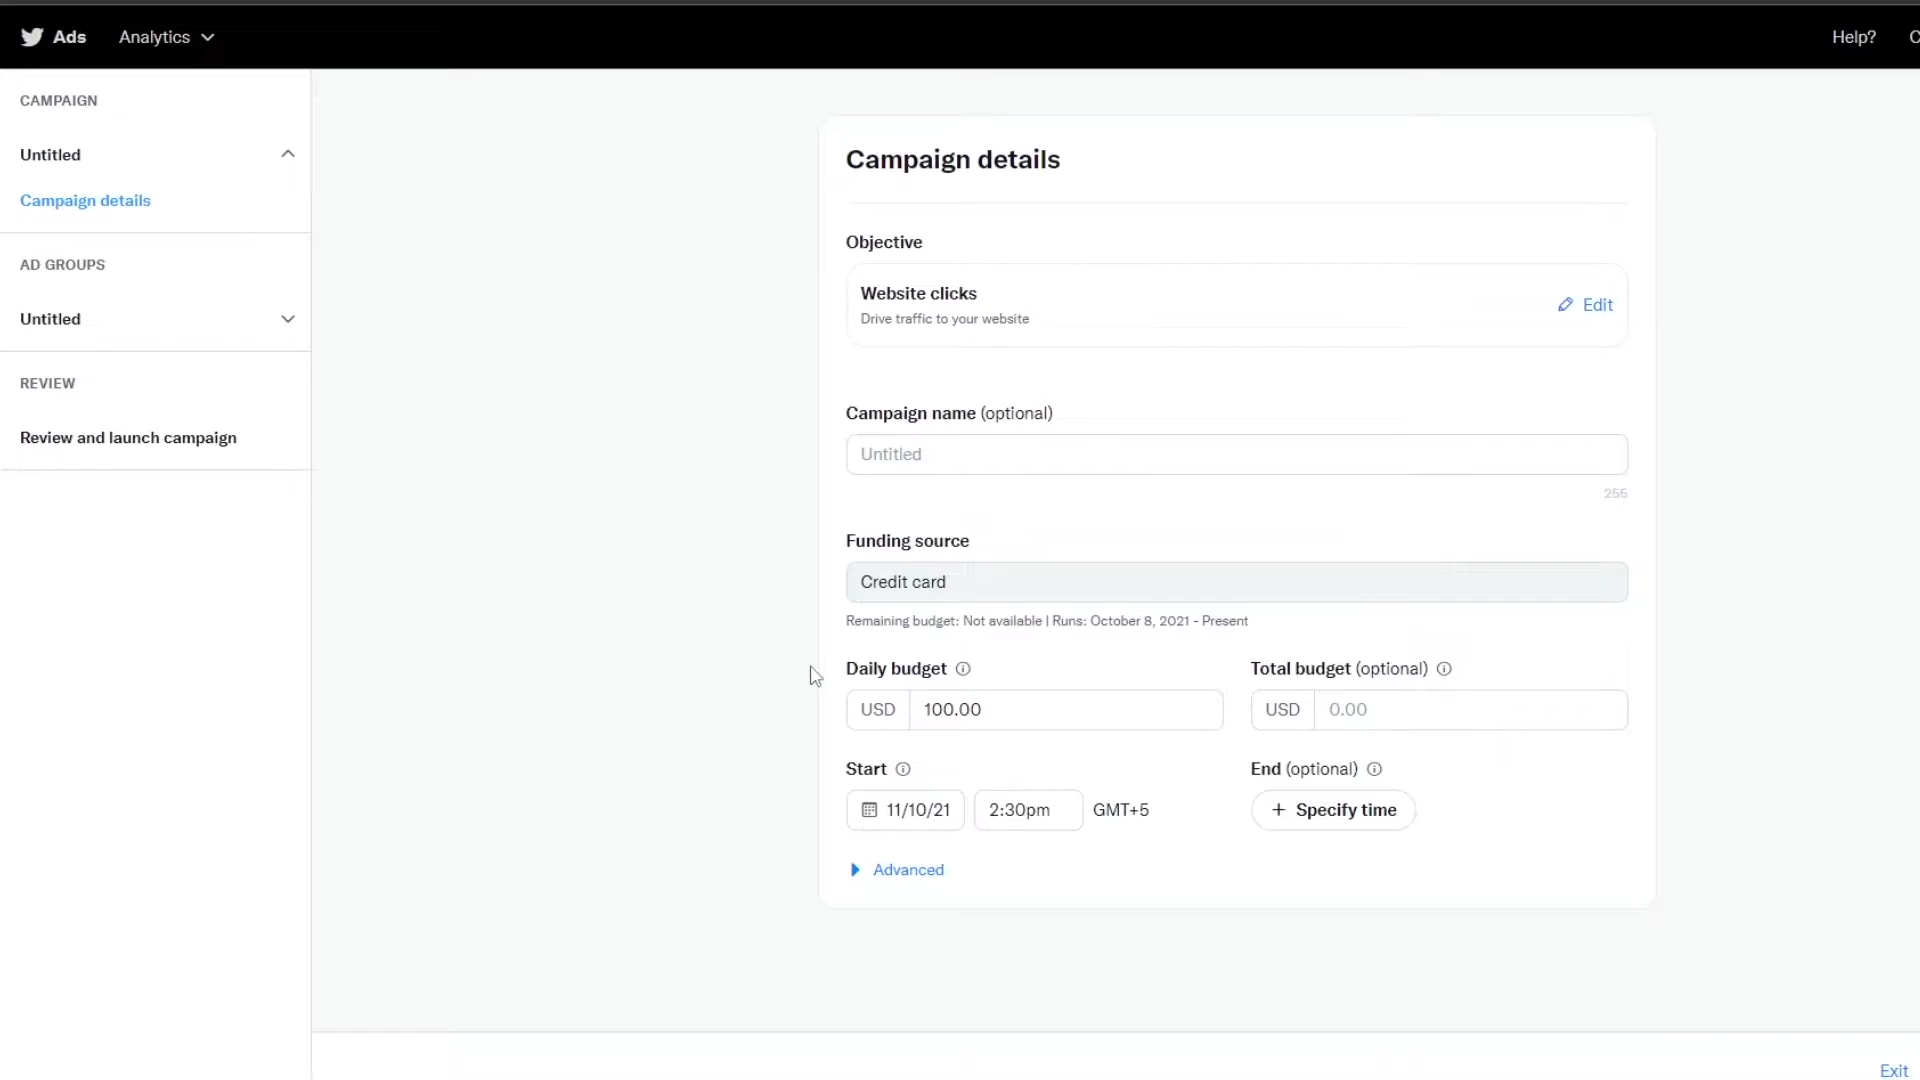 Ads
Analytics
Help?
CAMPAIGN
Untitled
Campaign details
AD GROUPS
Untitled
REVIEW
Review and launch campaign
Campaign details
Objective
Website clicks
Drive traffic to your website
Edit
Campaign name (optional)
Untitled
255
Funding source
Credit card
Remaining budget: Not available | Runs: October 8, 2021 - Present
Daily budget
USD 100.00
Total budget (optional)
USD 0.00
Start
11/10/21 2:30pm GMT+5
End (optional)
+ Specify time
Advanced
Exit